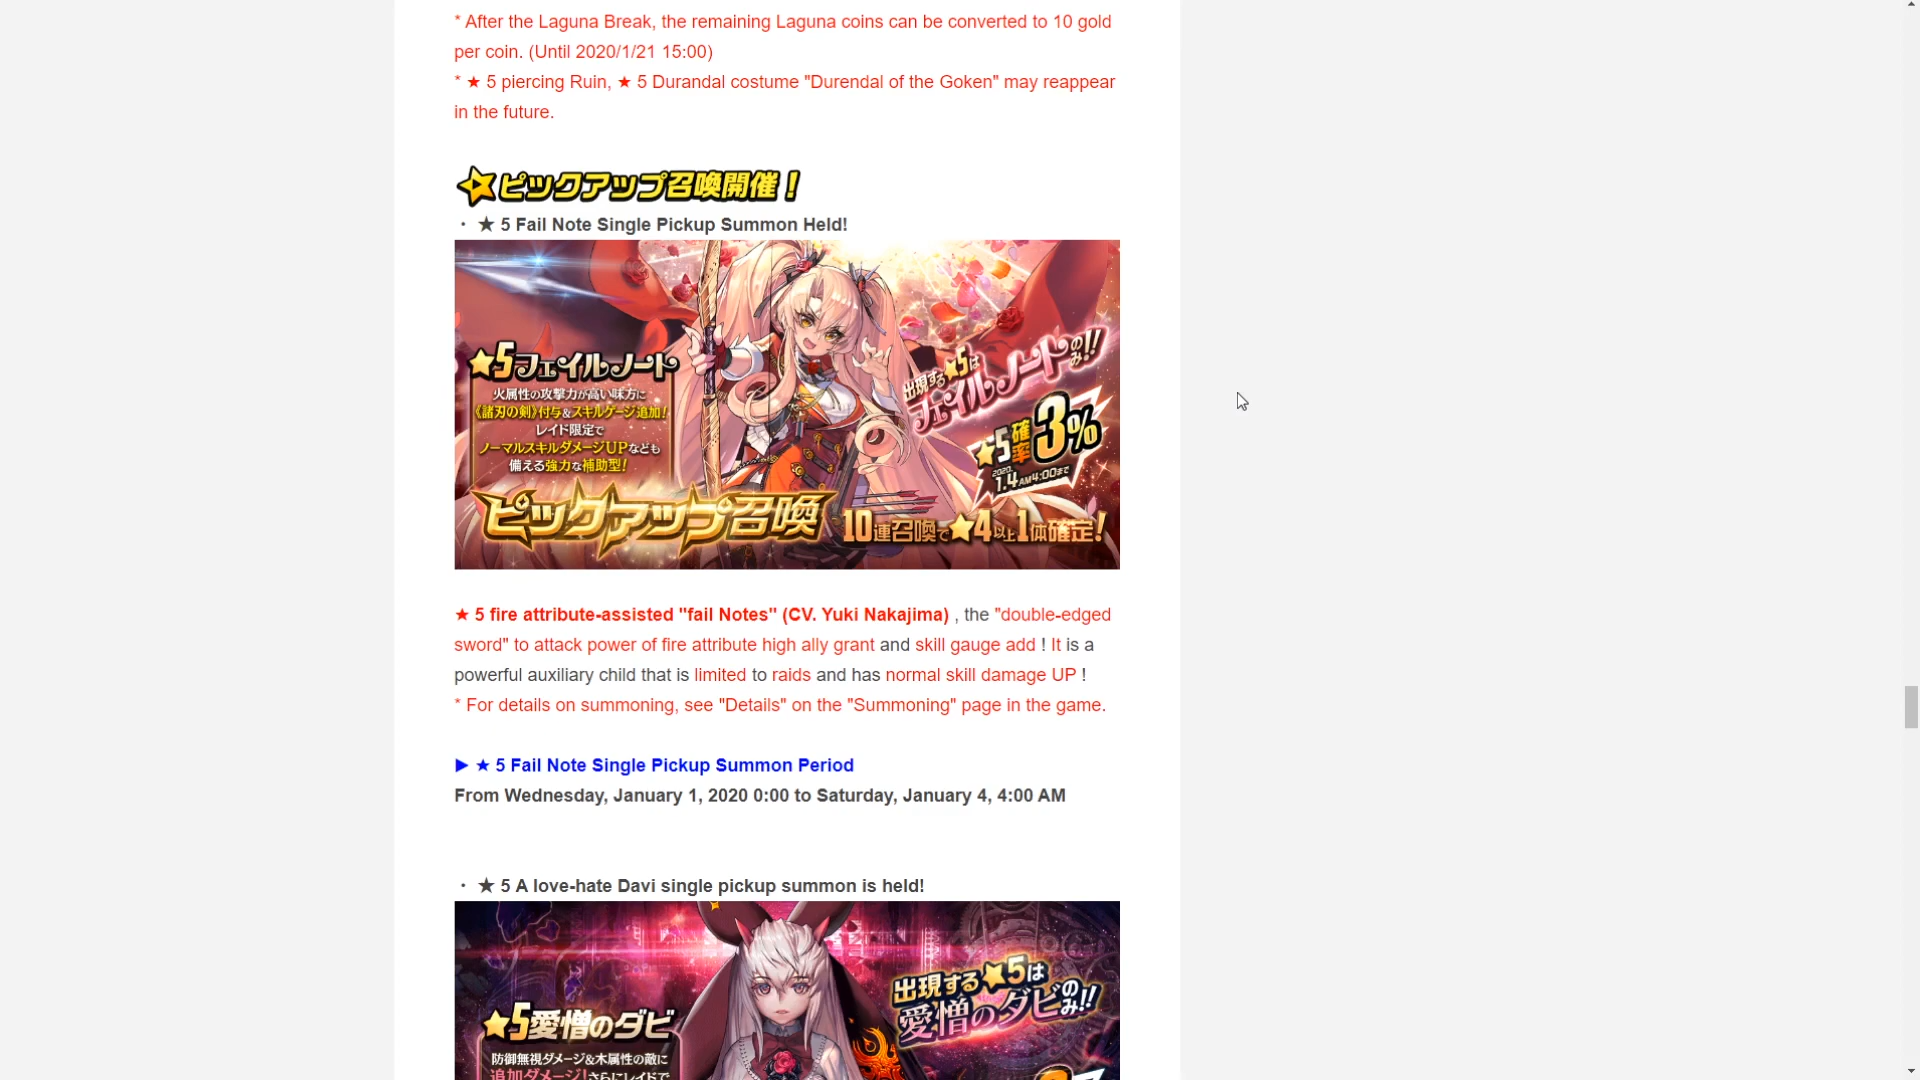 * After the Laguna Break, the remaining Laguna coins can be converted to 10 gold
per coin. (Until 2020/1/21 15:00)
* ★ 5 piercing Ruin, ★ 5 Durandal costume "Durendal of the Goken" may reappear
in the future.
ピックアップ召喚開催！
・ ★ 5 Fail Note Single Pickup Summon Held!
★5フェイルノート
火属性の攻撃力が高い味方に
《諸刃の剣》付与&スキルゲージ追加!
レイド限定で
ノーマルスキルダメージUPなども
備える強力な補助型!
出現する★5は
フェイルノートのみ!!
★5確率3%
2020.
1.4 AM4:00まで
ピックアップ召喚
10連召喚で★4以上1体確定!
★ 5 fire attribute-assisted "fail Notes" (CV. Yuki Nakajima) , the "double-edged
sword" to attack power of fire attribute high ally grant and skill gauge add ! It is a
powerful auxiliary child that is limited to raids and has normal skill damage UP !
* For details on summoning, see "Details" on the "Summoning" page in the game.
▶ ★ 5 Fail Note Single Pickup Summon Period
From Wednesday, January 1, 2020 0:00 to Saturday, January 4, 4:00 AM
・ ★ 5 A love-hate Davi single pickup summon is held!
出現する★5は
愛憎のダビのみ!!
★5愛憎のダビ
防御無視ダメージ&木属性の敵に
追加ダメージ!さらにレイドで